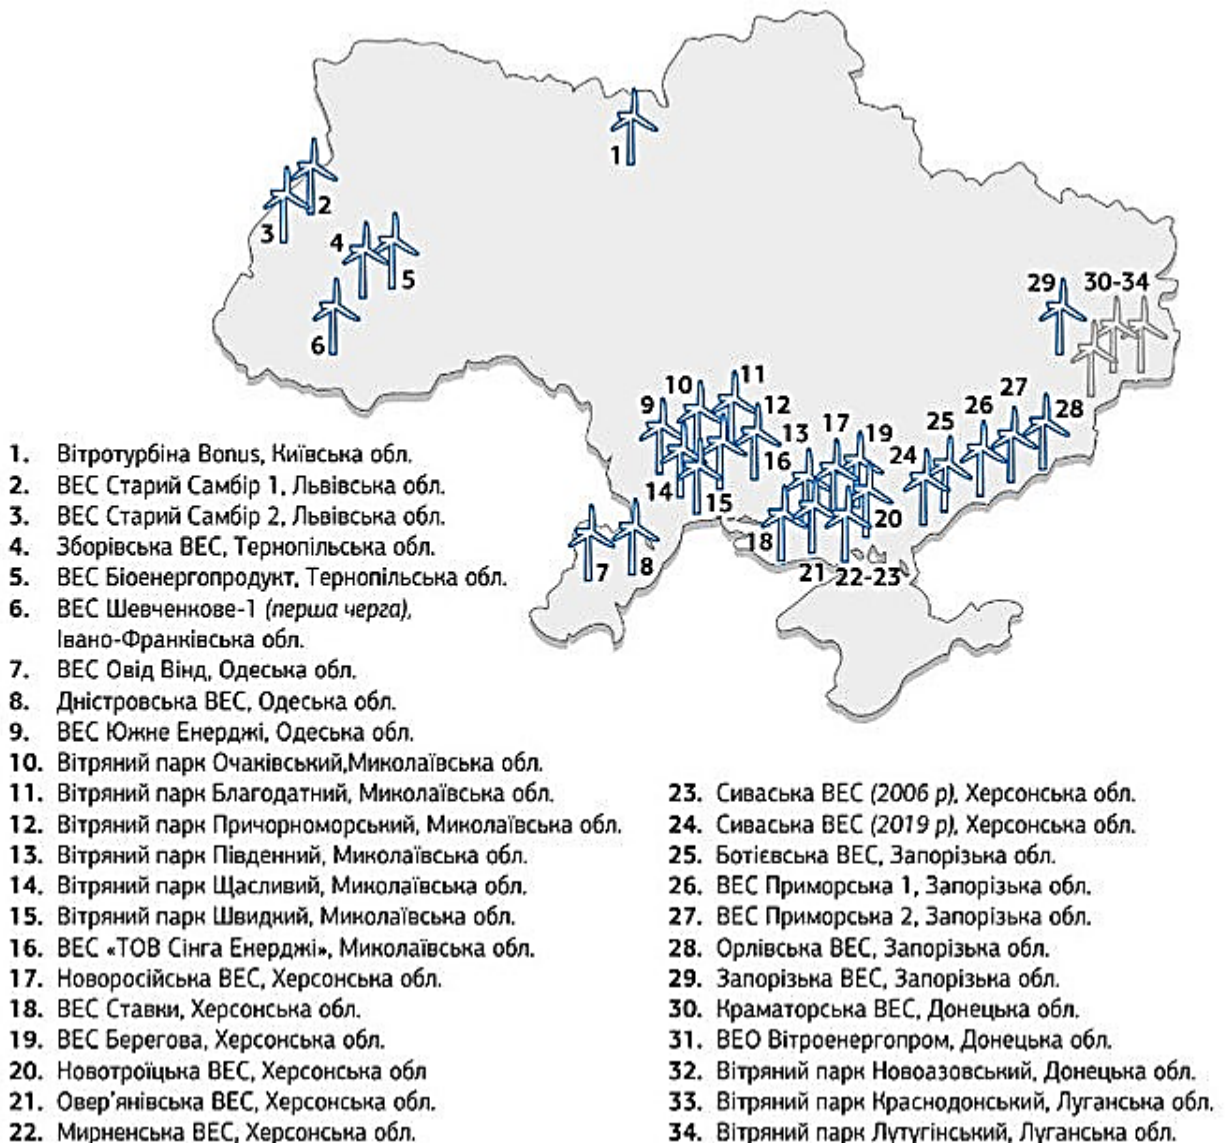 1
2
3
4
5
6
29
30-34
11
10
27
9
12
28
17
26
13
19
25
16
24
14
15
20
18
7
8
21
22-23
1. Вітротурбіна Bonus, Київська обл.
2. ВЕС Старий Самбір 1, Львівська обл.
3. ВЕС Старий Самбір 2, Львівська обл.
4. Зборівська ВЕС, Тернопільська обл.
5. ВЕС Біоенергопродукт, Тернопільська обл.
6. ВЕС Шевченкове-1 (перша черга),
Івано-Франківська обл.
7. ВЕС Овід Вінд, Одеська обл.
8. Дністровська ВЕС, Одеська обл.
9. ВЕС Южне Енерджі, Одеська обл.
10. Вітряний парк Очаківський,Миколаївська обл.
11. Вітряний парк Благодатний, Миколаївська обл.
12. Вітряний парк Причорноморський, Миколаївська обл.
13. Вітряний парк Південний, Миколаївська обл.
14. Вітряний парк Щасливий, Миколаївська обл.
15. Вітряний парк Швидкий, Миколаївська обл.
16. ВЕС «ТОВ Сінга Енерджі», Миколаївська обл.
17. Новоросійська ВЕС, Херсонська обл.
18. ВЕС Ставки, Херсонська обл.
19. ВЕС Берегова, Херсонська обл.
20. Новотроїцька ВЕС, Херсонська обл
21. Овер'янівська ВЕС, Херсонська обл.
22. Мирненська ВЕС, Херсонська обл.
23. Сиваська ВЕС (2006 р), Херсонська обл.
24. Сиваська ВЕС (2019 р), Херсонська обл.
25. Ботієвська ВЕС, Запорізька обл.
26. ВЕС Приморська 1, Запорізька обл.
27. ВЕС Приморська 2, Запорізька обл.
28. Орлівська ВЕС, Запорізька обл.
29. Запорізька ВЕС, Запорізька обл.
30. Краматорська ВЕС, Донецька обл.
31. ВЕО Вітроенергопром, Донецька обл.
32. Вітряний парк Новоазовський, Донецька обл.
33. Вітряний парк Краснодонський, Луганська обл.
34. Вітряний парк Лутугінський, Луганська обл.